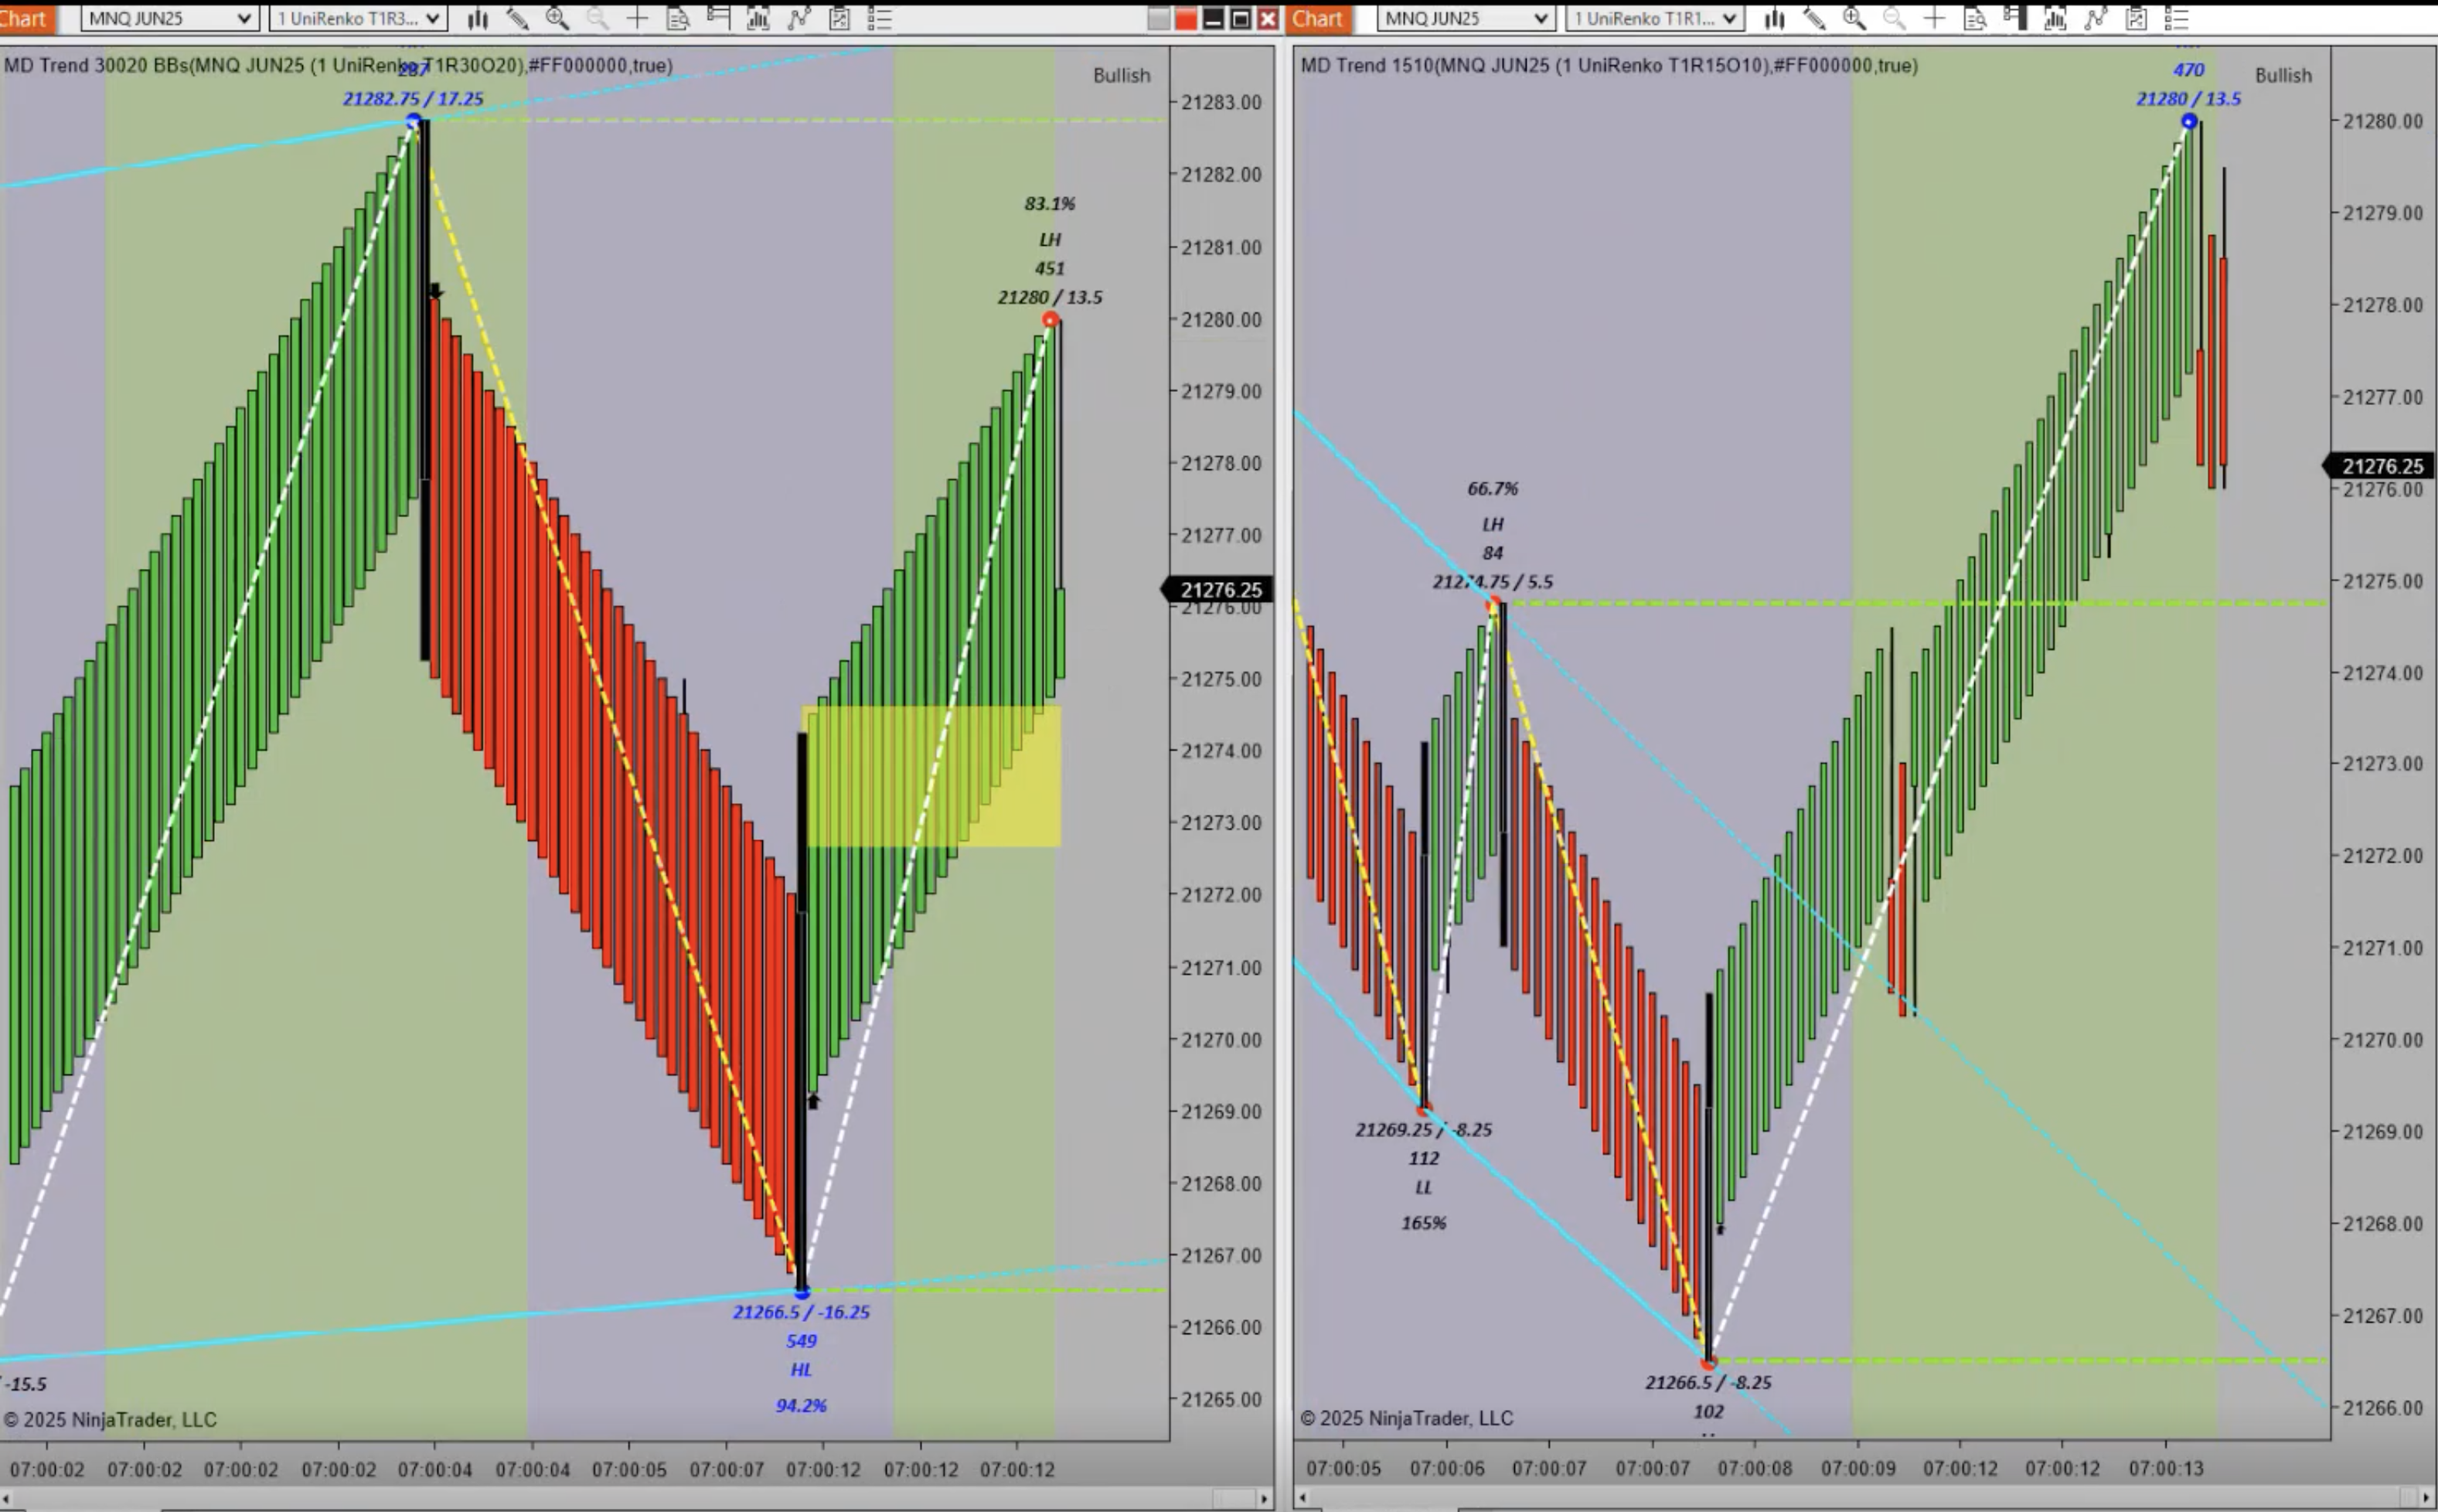 Chart MNQ JUN25 1 UniRenko T1R3...
MD Trend 30020 BBs(MNQ JUN25 (1 UniRenko T1R30O20),#FF000000,true)
Bullish
21282.75 / 17.25
83.1%
LH
451
21280 / 13.5
21266.5 / -16.25
549
HL
94.2%
/ -15.5
© 2025 NinjaTrader, LLC
21283.00
21282.00
21281.00
21280.00
21279.00
21278.00
21277.00
21276.25
21276.00
21275.00
21274.00
21273.00
21272.00
21271.00
21270.00
21269.00
21268.00
21267.00
21266.00
21265.00
07:00:02 07:00:02 07:00:02 07:00:02 07:00:04 07:00:04 07:00:05 07:00:07 07:00:12 07:00:12 07:00:12
Chart MNQ JUN25 1 UniRenko T1R1...
MD Trend 1510(MNQ JUN25 (1 UniRenko T1R15O10),#FF000000,true)
Bullish
470
21280 / 13.5
66.7%
LH
84
21274.75 / 5.5
21269.25 / -8.25
112
LL
165%
21266.5 / -8.25
102
© 2025 NinjaTrader, LLC
21280.00
21279.00
21278.00
21277.00
21276.25
21276.00
21275.00
21274.00
21273.00
21272.00
21271.00
21270.00
21269.00
21268.00
21267.00
21266.00
07:00:05 07:00:06 07:00:07 07:00:07 07:00:08 07:00:09 07:00:12 07:00:12 07:00:13